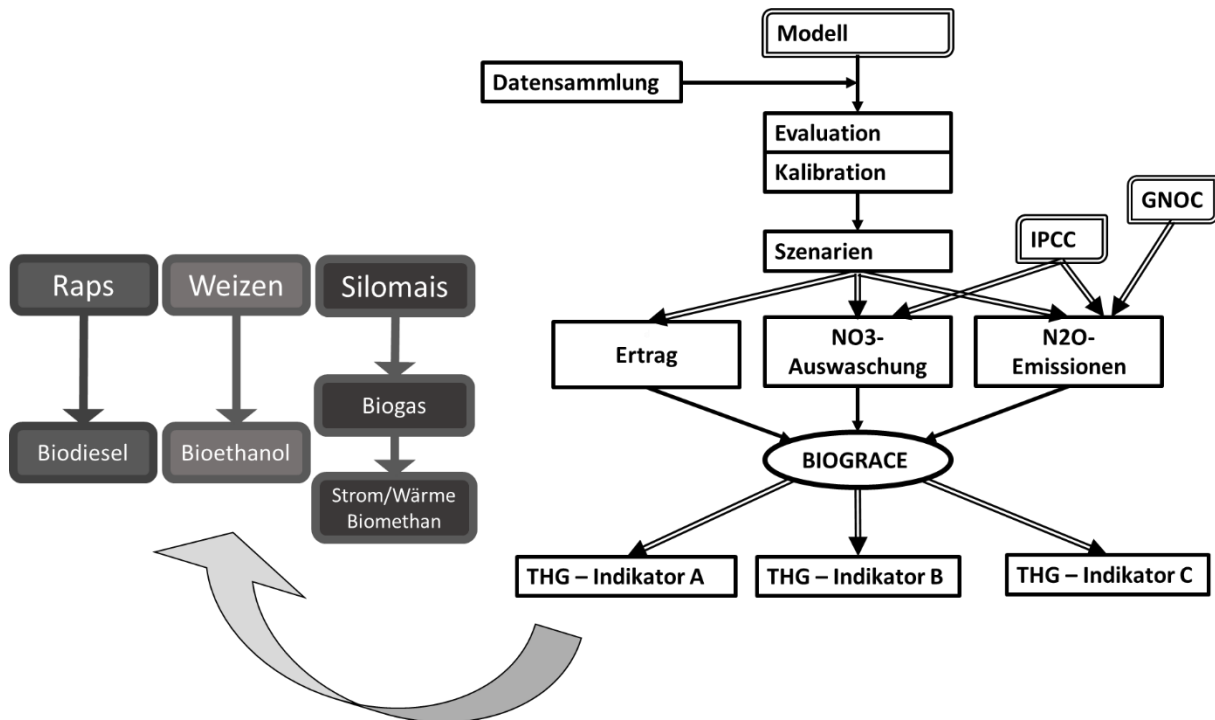 Modell
Datensammlung
Evaluation
Kalibration
GNOC
IPCC
Szenarien
Raps
Weizen
Silomais
Ertrag
NO3-
Auswaschung
N2O-
Emissionen
Biogas
Biodiesel
Bioethanol
BIOGRACE
Strom/Wärme
Biomethan
THG – Indikator A
THG – Indikator B
THG – Indikator C